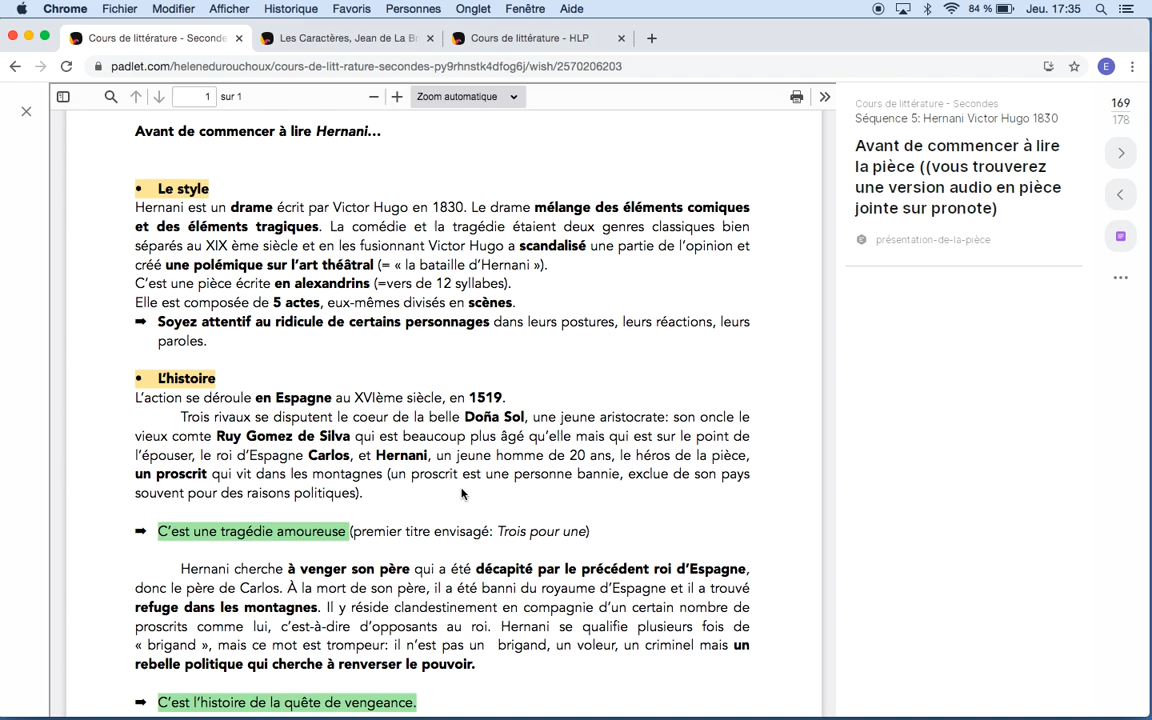 Chrome Fichier Modifier Afficher Historique Favoris Personnes Onglet Fenêtre Aide 84 % Jeu. 17:35
Cours de littérature - Seconde Les Caractères, Jean de La Br Cours de littérature - HLP
padlet.com/helenedurouchoux/cours-de-litt-rature-secondes-py9rhnstk4dfog6j/wish/2570206203 E
1 sur 1 Zoom automatique
Avant de commencer à lire Hernani...
• Le style
Hernani est un drame écrit par Victor Hugo en 1830. Le drame mélange des éléments comiques
et des éléments tragiques. La comédie et la tragédie étaient deux genres classiques bien
séparés au XIX ème siècle et en les fusionnant Victor Hugo a scandalisé une partie de l'opinion et
créé une polémique sur l'art théâtral (= « la bataille d'Hernani »).
C'est une pièce écrite en alexandrins (=vers de 12 syllabes).
Elle est composée de 5 actes, eux-mêmes divisés en scènes.
➡ Soyez attentif au ridicule de certains personnages dans leurs postures, leurs réactions, leurs
paroles.
• L'histoire
L'action se déroule en Espagne au XVIème siècle, en 1519.
Trois rivaux se disputent le coeur de la belle Doña Sol, une jeune aristocrate: son oncle le
vieux comte Ruy Gomez de Silva qui est beaucoup plus âgé qu'elle mais qui est sur le point de
l'épouser, le roi d'Espagne Carlos, et Hernani, un jeune homme de 20 ans, le héros de la pièce,
un proscrit qui vit dans les montagnes (un proscrit est une personne bannie, exclue de son pays
souvent pour des raisons politiques).
➡ C'est une tragédie amoureuse (premier titre envisagé: Trois pour une)
Hernani cherche à venger son père qui a été décapité par le précédent roi d'Espagne,
donc le père de Carlos. À la mort de son père, il a été banni du royaume d'Espagne et il a trouvé
refuge dans les montagnes. Il y réside clandestinement en compagnie d'un certain nombre de
proscrits comme lui, c'est-à-dire d'opposants au roi. Hernani se qualifie plusieurs fois de
« brigand », mais ce mot est trompeur: il n'est pas un brigand, un voleur, un criminel mais un
rebelle politique qui cherche à renverser le pouvoir.
➡ C'est l'histoire de la quête de vengeance.
Cours de littérature - Secondes
Séquence 5: Hernani Victor Hugo 1830
Avant de commencer à lire
la pièce ((vous trouverez
une version audio en pièce
jointe sur pronote)
présentation-de-la-pièce
169
178